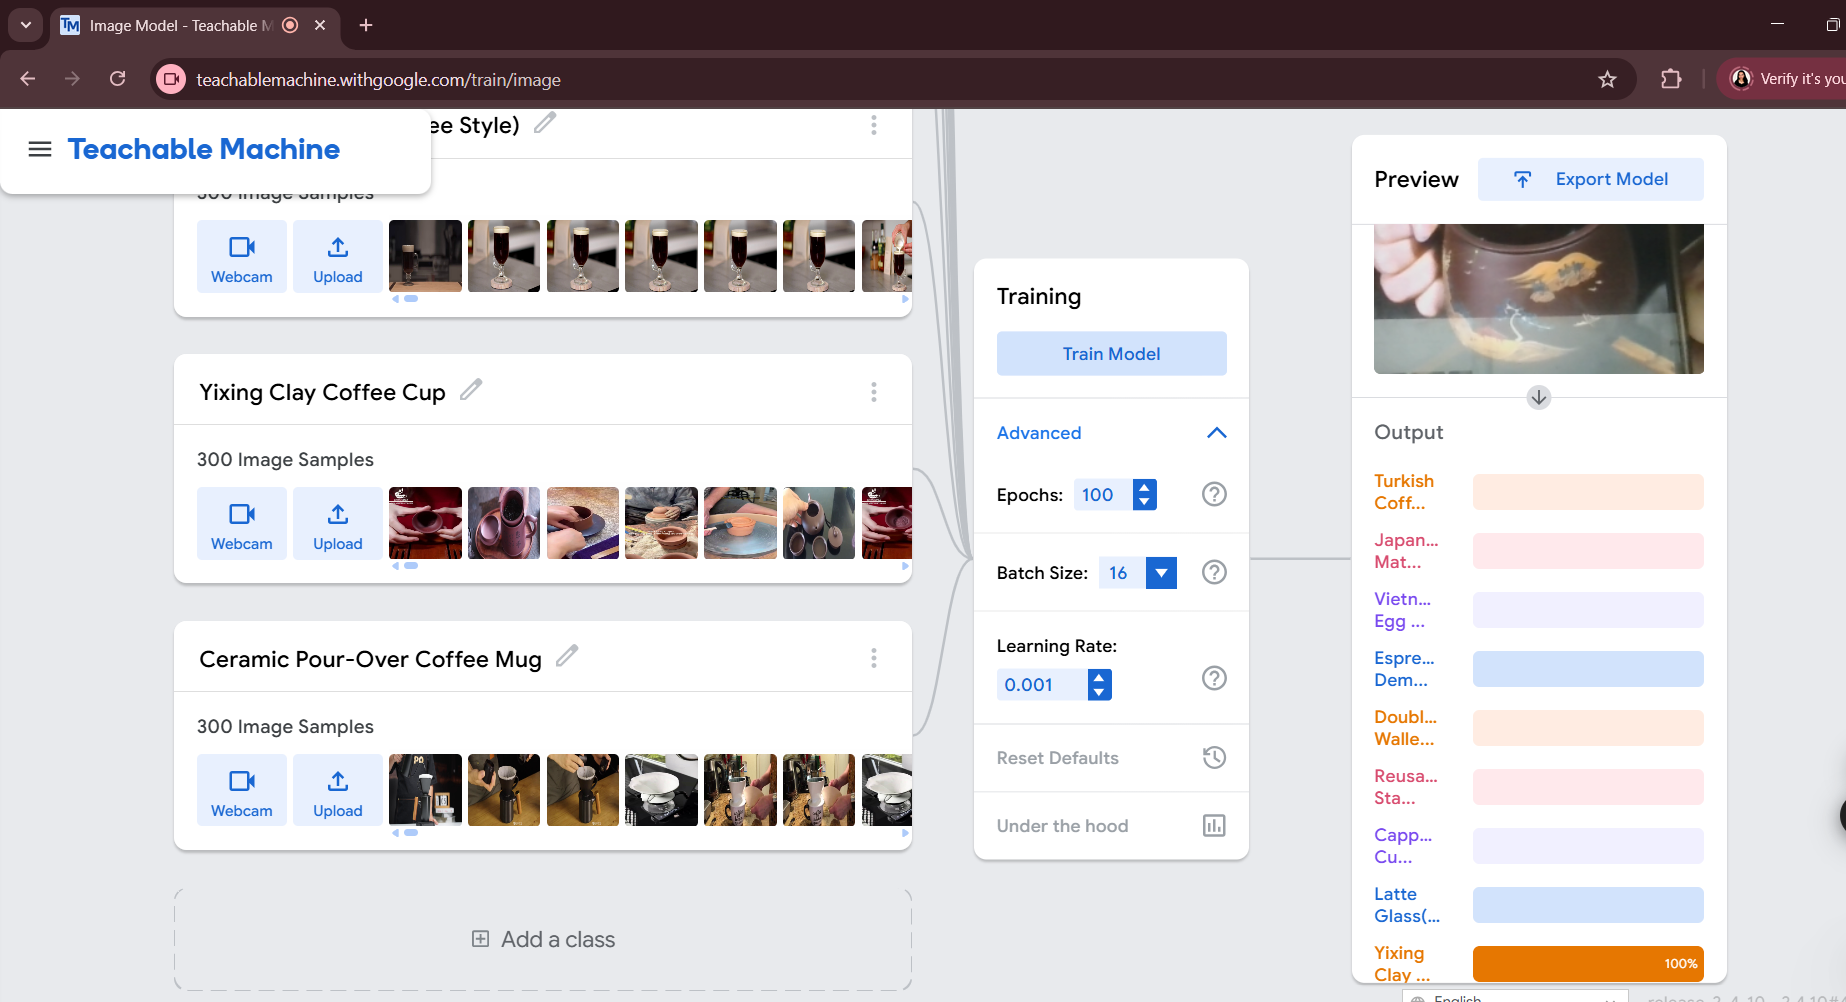 Image Model - Teachable M
teachablemachine.withgoogle.com/train/image
Verify it's you
Teachable Machine
ee Style)
300 Image Samples
Webcam
Upload
Yixing Clay Coffee Cup
300 Image Samples
Webcam
Upload
Ceramic Pour-Over Coffee Mug
300 Image Samples
Webcam
Upload
Add a class
Training
Train Model
Advanced
Epochs: 100
Batch Size: 16
Learning Rate:
0.001
Reset Defaults
Under the hood
Preview
Export Model
Output
Turkish
Coff...
Japan...
Mat...
Vietn...
Egg ...
Espre...
Dem...
Doubl...
Walle...
Reusa...
Sta...
Capp...
Cu...
Latte
Glass(...
Yixing
Clay ...
100%
English